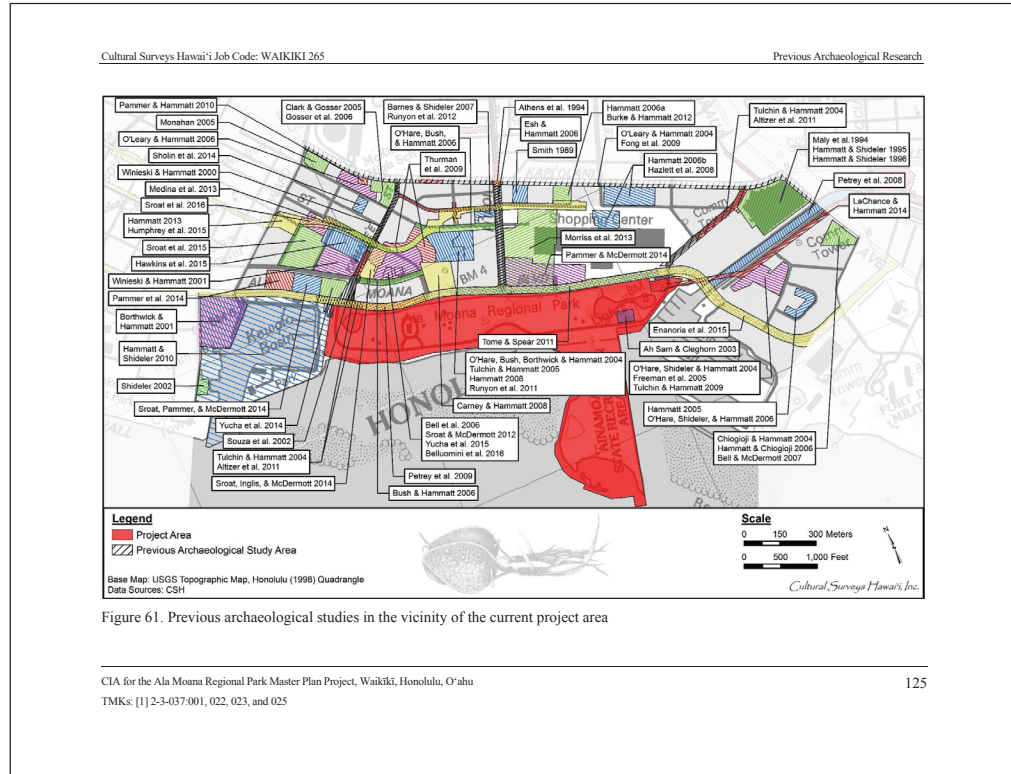 Cultural Surveys Hawai‘i Job Code: WAIKIKI 265
Previous Archaeological Research
Pammer & Hammatt 2010
Monahan 2005
O'Leary & Hammatt 2006
Sholin et al. 2014
Winieski & Hammatt 2000
Medina et al. 2013
Sroat et al. 2016
Hammatt 2013
Humphrey et al. 2015
Sroat et al. 2015
Hawkins et al. 2015
Winieski & Hammatt 2001
Pammer et al. 2014
Borthwick &
Hammatt 2001
Hammatt &
Shideler 2010
Shideler 2002
Sroat, Pammer, & McDermott 2014
Yucha et al. 2014
Souza et al. 2002
Tulchin & Hammatt 2004
Altizer et al. 2011
Sroat, Inglis, & McDermott 2014
Clark & Gosser 2005
Gosser et al. 2006
Barnes & Shideler 2007
Runyon et al. 2012
O'Hare, Bush,
& Hammatt 2006
Thurman
et al. 2009
Athens et al. 1994
Esh &
Hammatt 2006
Smith 1989
Hammatt 2006a
Burke & Hammatt 2012
O'Leary & Hammatt 2004
Fong et al. 2009
Hammatt 2006b
Hazlett et al. 2008
Tulchin & Hammatt 2004
Altizer et al. 2011
Maly et al.1994
Hammatt & Shideler 1995
Hammatt & Shideler 1996
Petrey et al. 2008
LaChance &
Hammatt 2014
KAPIOLANI
Shopping Center
Morriss et al. 2013
Pammer & McDermott 2014
MOANA
BM 4
Ala Moana Regional Park
Kewalo
Basin
HONOL
AINAMOA
STATE RECRE
AREA
Tower
Tome & Spear 2011
O'Hare, Bush, Borthwick & Hammatt 2004
Tulchin & Hammatt 2005
Hammatt 2008
Runyon et al. 2011
Carney & Hammatt 2008
Bell et al. 2006
Sroat & McDermott 2012
Yucha et al. 2015
Belluomini et al. 2016
Petrey et al. 2009
Bush & Hammatt 2006
Enanoria et al. 2015
Ah Sam & Cleghorn 2003
O'Hare, Shideler & Hammatt 2004
Freeman et al. 2005
Tulchin & Hammatt 2009
Hammatt 2005
O'Hare, Shideler, & Hammatt 2006
Chiogioji & Hammatt 2004
Hammatt & Chiogioji 2006
Bell & McDermott 2007
Legend
Project Area
Previous Archaeological Study Area
Base Map: USGS Topographic Map, Honolulu (1998) Quadrangle
Data Sources: CSH
Scale
0 150 300 Meters
0 500 1,000 Feet
N
Cultural Surveys Hawai'i, Inc.
Figure 61. Previous archaeological studies in the vicinity of the current project area
CIA for the Ala Moana Regional Park Master Plan Project, Waikīkī, Honolulu, O‘ahu
125
TMKs: [1] 2-3-037:001, 022, 023, and 025